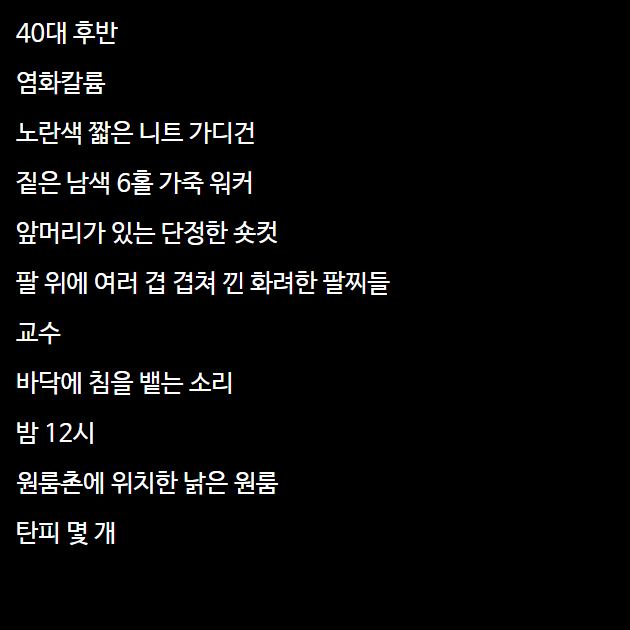 40대 후반
염화칼륨
노란색 짧은 니트 가디건
짙은 남색 6홀 가죽 워커
앞머리가 있는 단정한 숏컷
팔 위에 여러 겹 겹쳐 낀 화려한 팔찌들
교수
바닥에 침을 뱉는 소리
밤 12시
원룸촌에 위치한 낡은 원룸
탄피 몇 개